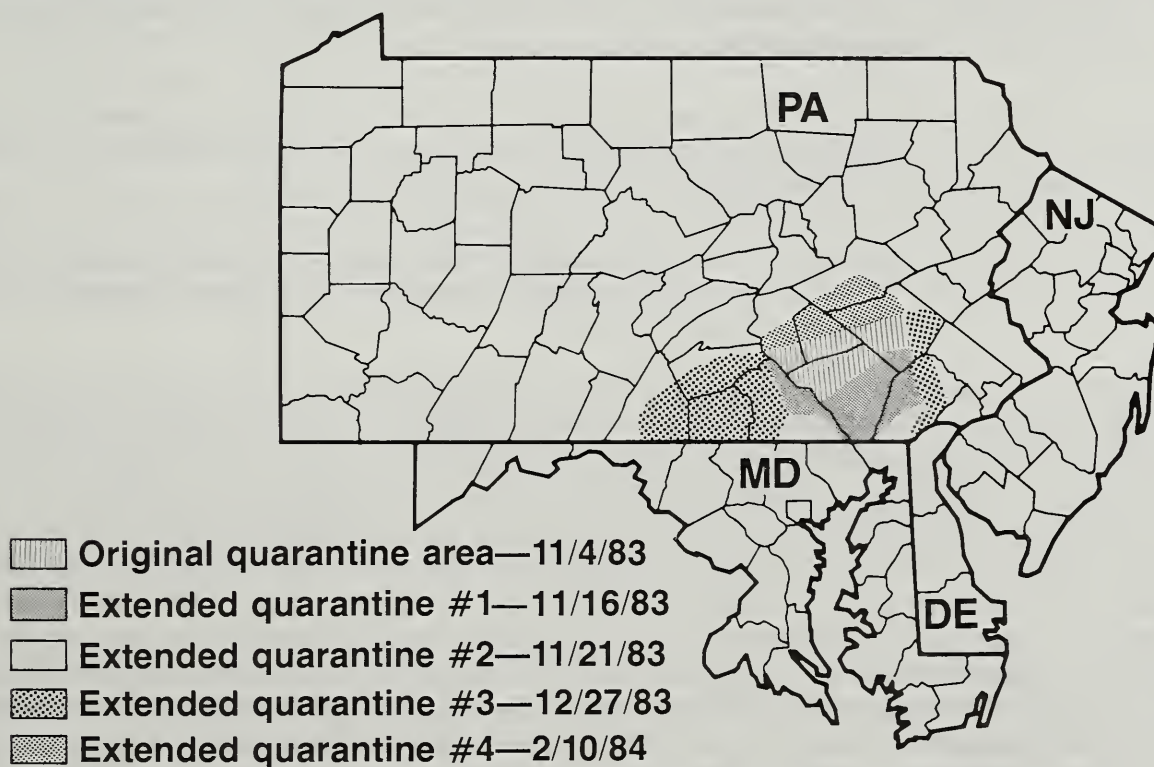 PA
NJ
MD
DE
Original quarantine area—11/4/83
Extended quarantine #1—11/16/83
Extended quarantine #2—11/21/83
Extended quarantine #3—12/27/83
Extended quarantine #4—2/10/84